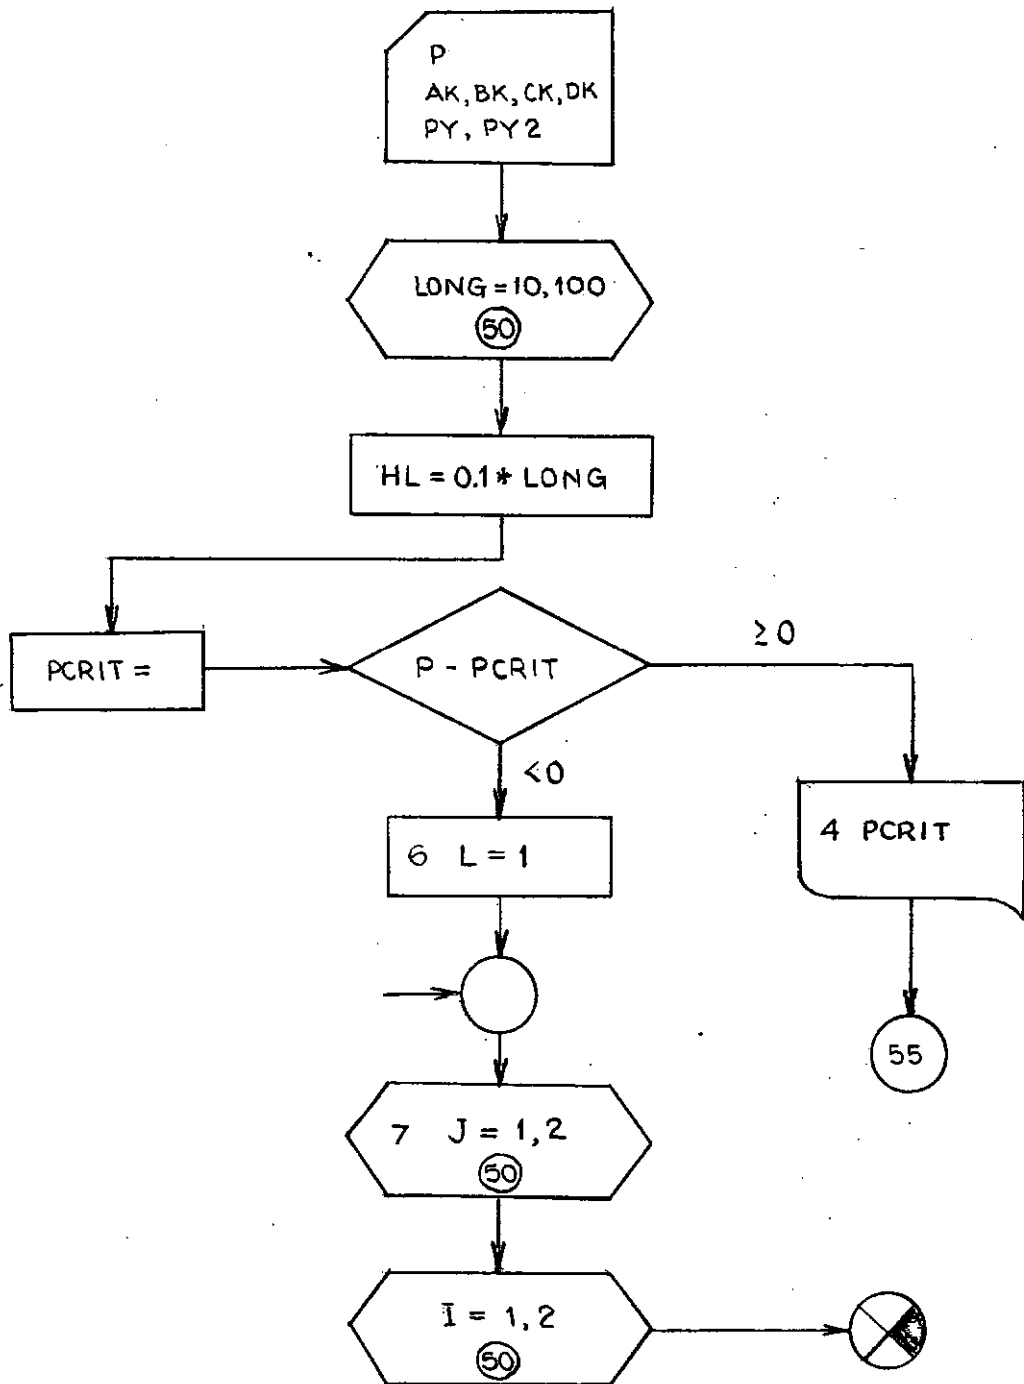 P
AK, BK, CK, DK
PY, PY2
LONG = 10, 100
50
HL = 0.1 * LONG
PCRIT =
P - PCRIT
≥0
<0
6 L = 1
4 PCRIT
55
7 J = 1, 2
50
I = 1, 2
50